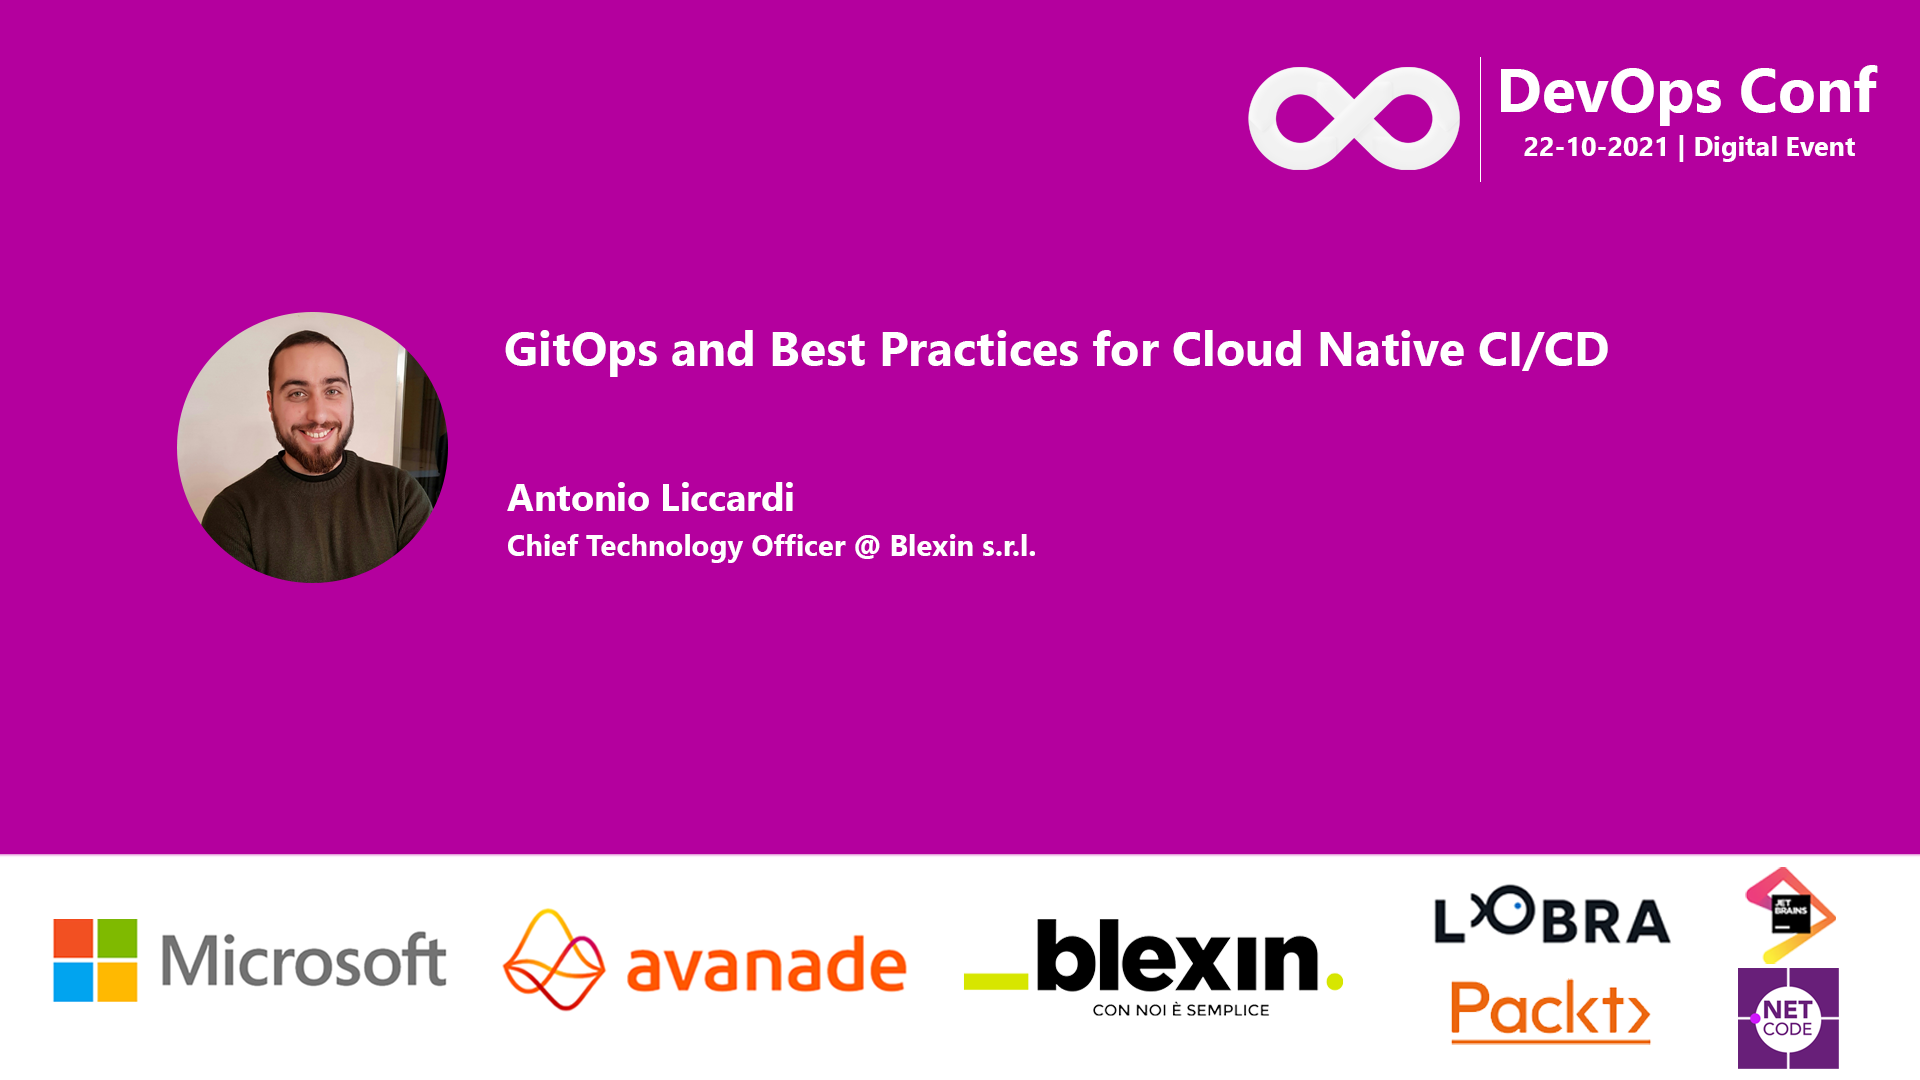 DevOps Conf
22-10-2021 | Digital Event
GitOps and Best Practices for Cloud Native CI/CD
Antonio Liccardi
Chief Technology Officer @ Blexin s.r.l.
Microsoft
avanade
blexin.
CON NOI È SEMPLICE
LOBRA
Packt
JET
BRAINS
NET
CODE